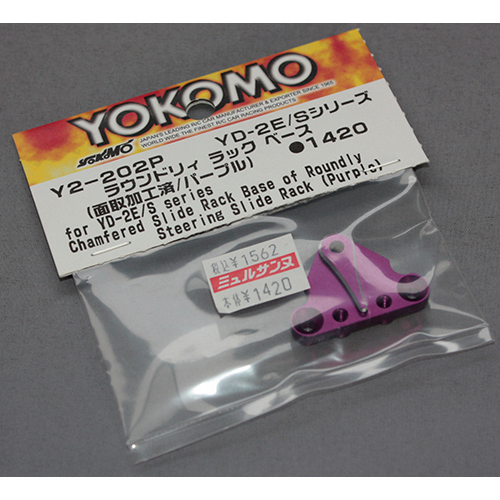 YOKOMO
JAPAN'S LEADING R/C CAR MANUFACTURER & EXPORTER SINCE 1965
WORLD WIDE THE FINEST R/C CAR RACING PRODUCTS
YOKOMO
Y2-202P YD-2E/Sシリーズ
ラウンドリィ ラック ベース
(面取加工済/パープル) ●1420
for YD-2E/S series
Chamfered Slide Rack Base of Roundly
Steering Slide Rack (Purple)
税込¥1562
ミュルサンヌ
本体¥1420